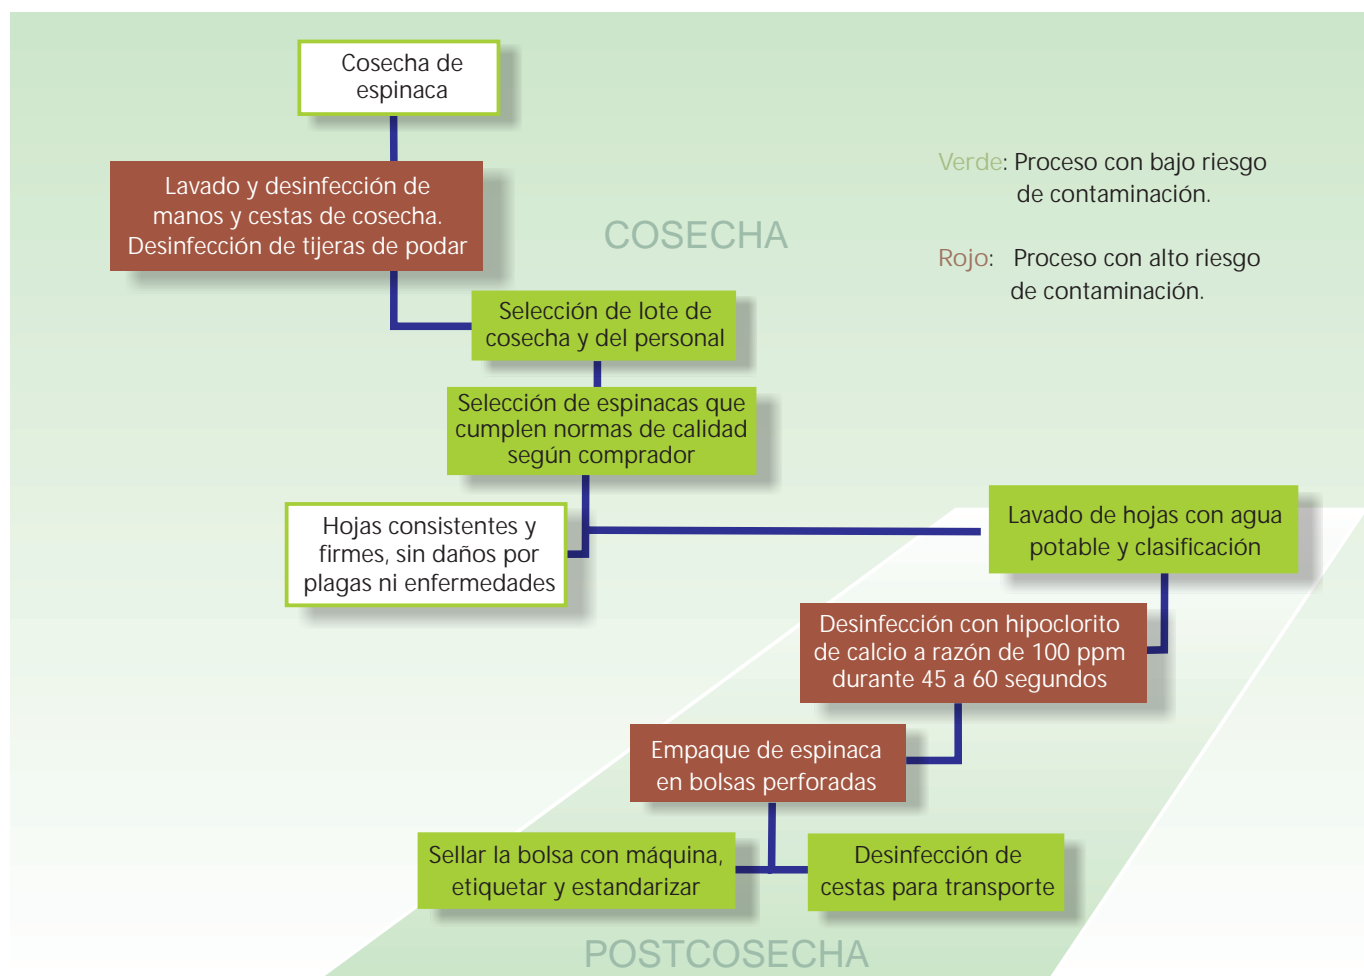 Cosecha de
espinaca
Lavado y desinfección de
manos y cestas de cosecha.
Desinfección de tijeras de podar
COSECHA
Verde: Proceso con bajo riesgo
de contaminación.
Rojo: Proceso con alto riesgo
de contaminación.
Selección de lote de
cosecha y del personal
Selección de espinacas que
cumplen normas de calidad
según comprador
Hojas consistentes y
firmes, sin daños por
plagas ni enfermedades
Lavado de hojas con agua
potable y clasificación
Desinfección con hipoclorito
de calcio a razón de 100 ppm
durante 45 a 60 segundos
Empaque de espinaca
en bolsas perforadas
Sellar la bolsa con máquina,
etiquetar y estandarizar
Desinfección de
cestas para transporte
POSTCOSECHA